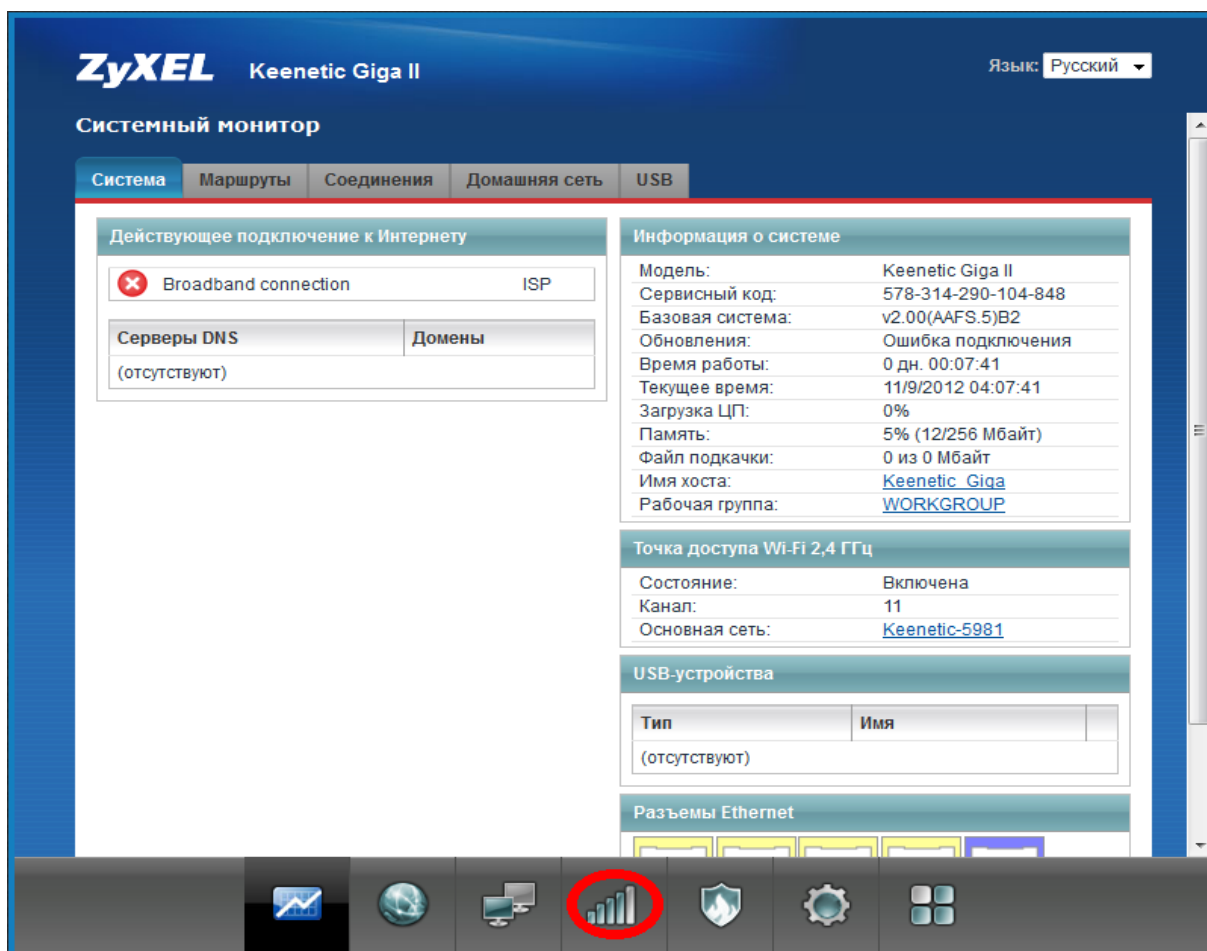 ZyXEL Keenetic Giga II
Язык: Русский
Системный монитор
Система Маршруты Соединения Домашняя сеть USB
Действующее подключение к Интернету
Broadband connection ISP
Серверы DNS Домены
(отсутствуют)
Информация о системе
Модель: Keenetic Giga II
Сервисный код: 578-314-290-104-848
Базовая система: v2.00(AAFS.5)B2
Обновления: Ошибка подключения
Время работы: 0 дн. 00:07:41
Текущее время: 11/9/2012 04:07:41
Загрузка ЦП: 0%
Память: 5% (12/256 Мбайт)
Файл подкачки: 0 из 0 Мбайт
Имя хоста: Keenetic_Giga
Рабочая группа: WORKGROUP
Точка доступа Wi-Fi 2,4 ГГц
Состояние: Включена
Канал: 11
Основная сеть: Keenetic-5981
USB-устройства
Тип Имя
(отсутствуют)
Разъемы Ethernet